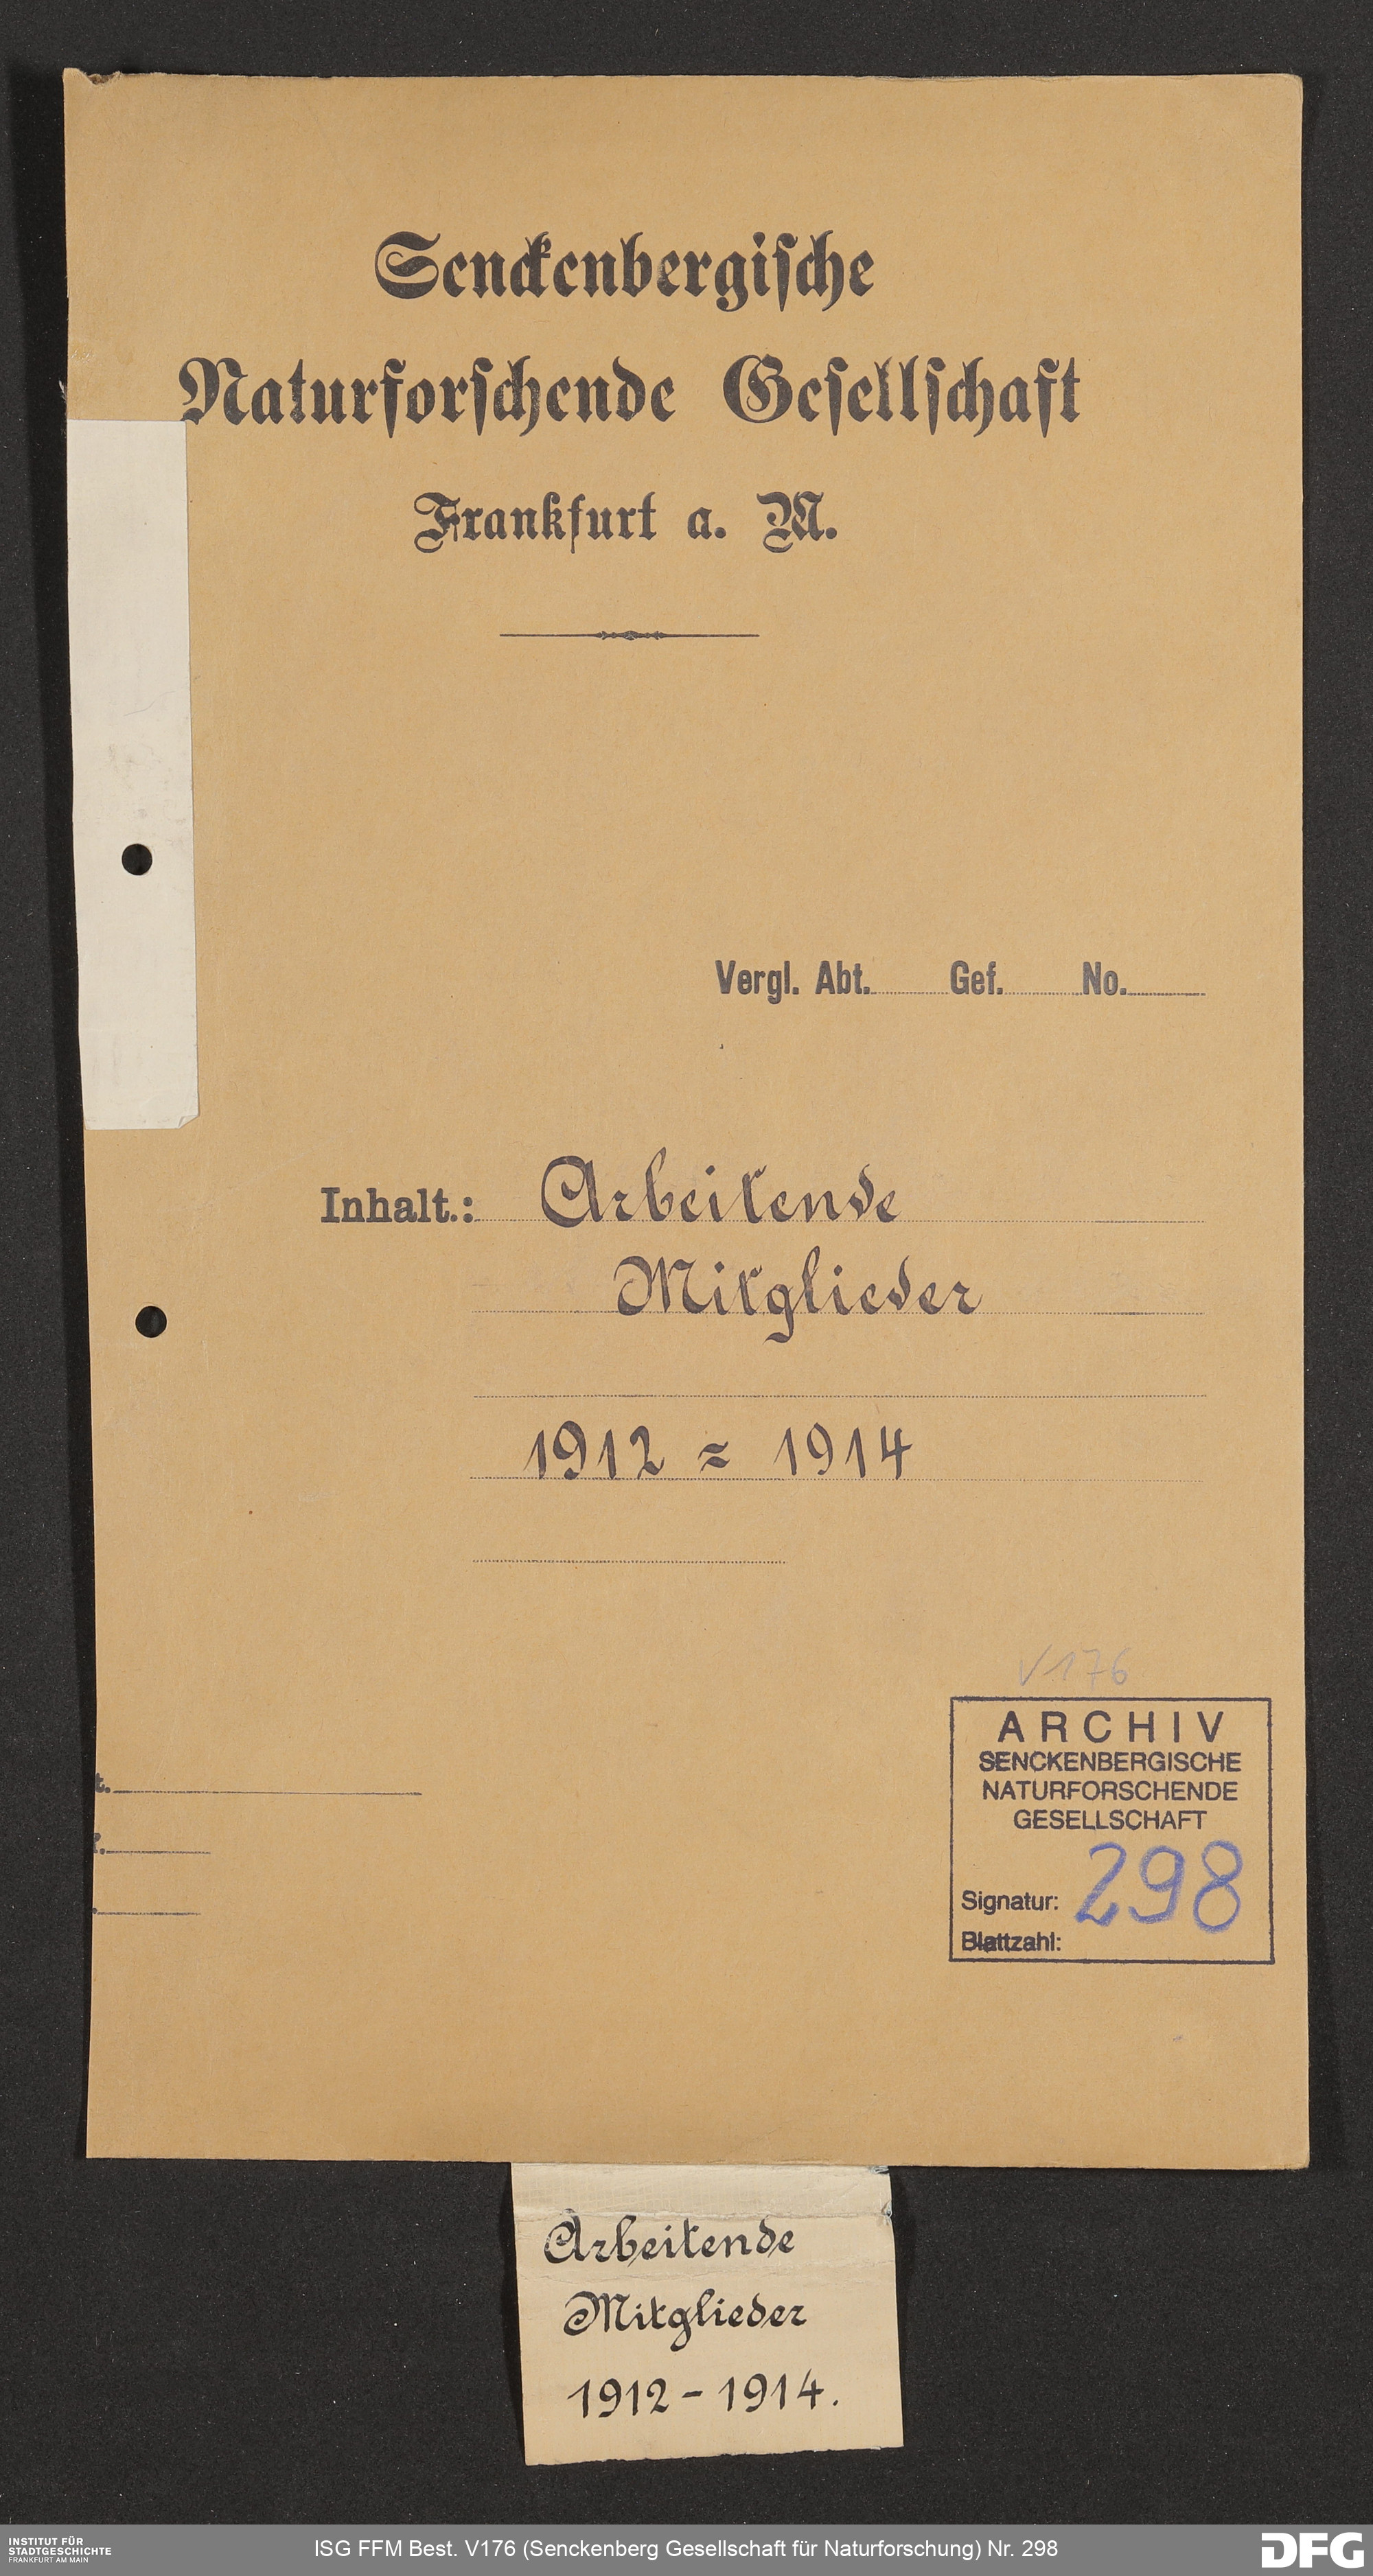 Senckenbergische
Naturforschende Gesellschaft
Frankfurt a. M.
Vergl. Abt. Gef. No.
Inhalt.: Arbeitende
Mitglieder
1912 = 1914
V 176
ARCHIV
SENCKENBERGISCHE
NATURFORSCHENDE
GESELLSCHAFT
Signatur: 298
Blattzahl:
t.
f.
Arbeitende
Mitglieder
1912 - 1914.
INSTITUT FÜR
STADTGESCHICHTE
FRANKFURT AM MAIN
ISG FFM Best. V176 (Senckenberg Gesellschaft für Naturforschung) Nr. 298
DFG